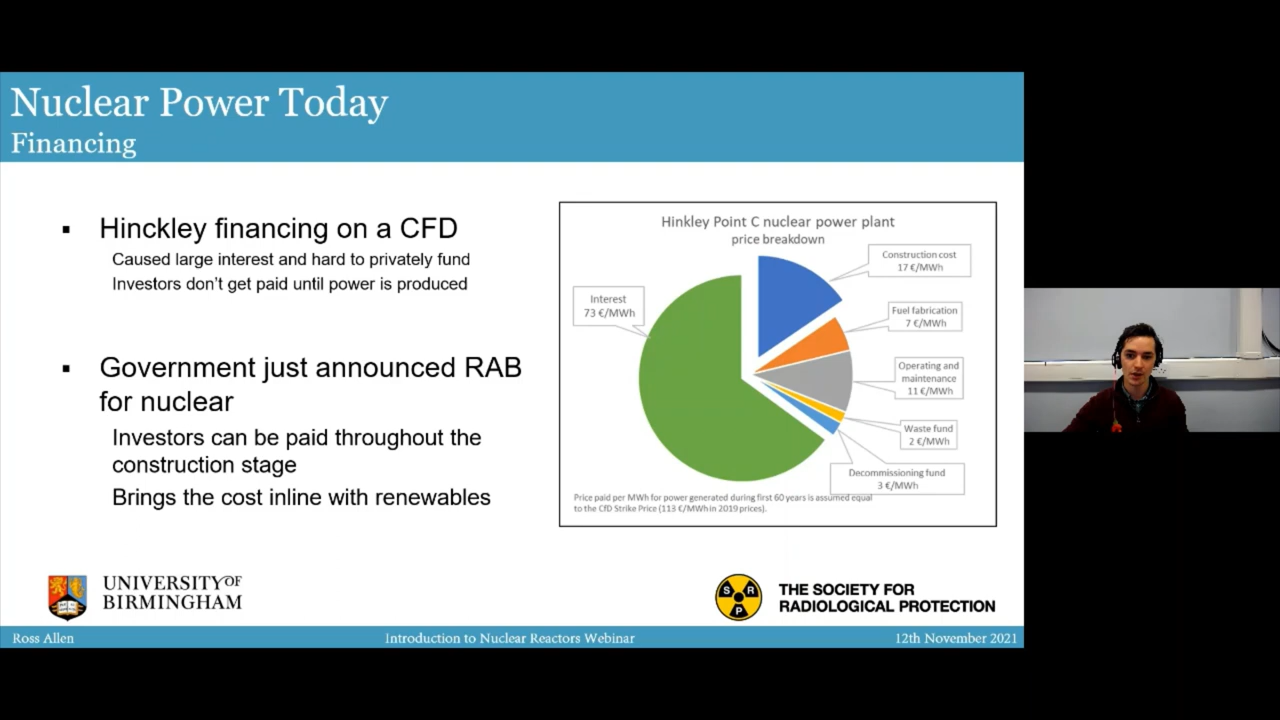 Nuclear Power Today
Financing
▪ Hinckley financing on a CFD
Caused large interest and hard to privately fund
Investors don't get paid until power is produced
▪ Government just announced RAB
for nuclear
Investors can be paid throughout the
construction stage
Brings the cost inline with renewables
Hinkley Point C nuclear power plant
price breakdown
Construction cost
17 €/MWh
Interest
73 €/MWh
Fuel fabrication
7 €/MWh
Operating and
maintenance
11 €/MWh
Waste fund
2 €/MWh
Decommissioning fund
3 €/MWh
Price paid per MWh for power generated during first 60 years is assumed equal
to the CfD Strike Price (113 €/MWh in 2019 prices).
UNIVERSITY OF
BIRMINGHAM
S R
P
THE SOCIETY FOR
RADIOLOGICAL PROTECTION
Ross Allen
Introduction to Nuclear Reactors Webinar
12th November 2021